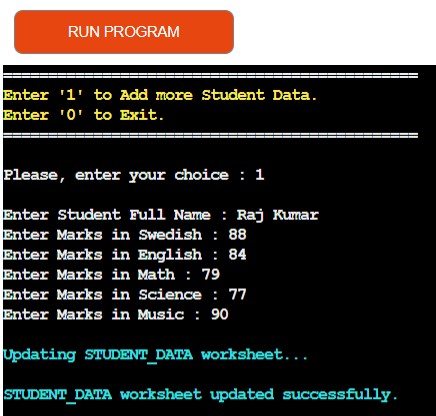 RUN PROGRAM
==============================================
Enter '1' to Add more Student Data.
Enter '0' to Exit.
==============================================
Please, enter your choice : 1
Enter Student Full Name : Raj Kumar
Enter Marks in Swedish : 88
Enter Marks in English : 84
Enter Marks in Math : 79
Enter Marks in Science : 77
Enter Marks in Music : 90
Updating STUDENT_DATA worksheet...
STUDENT_DATA worksheet updated successfully.